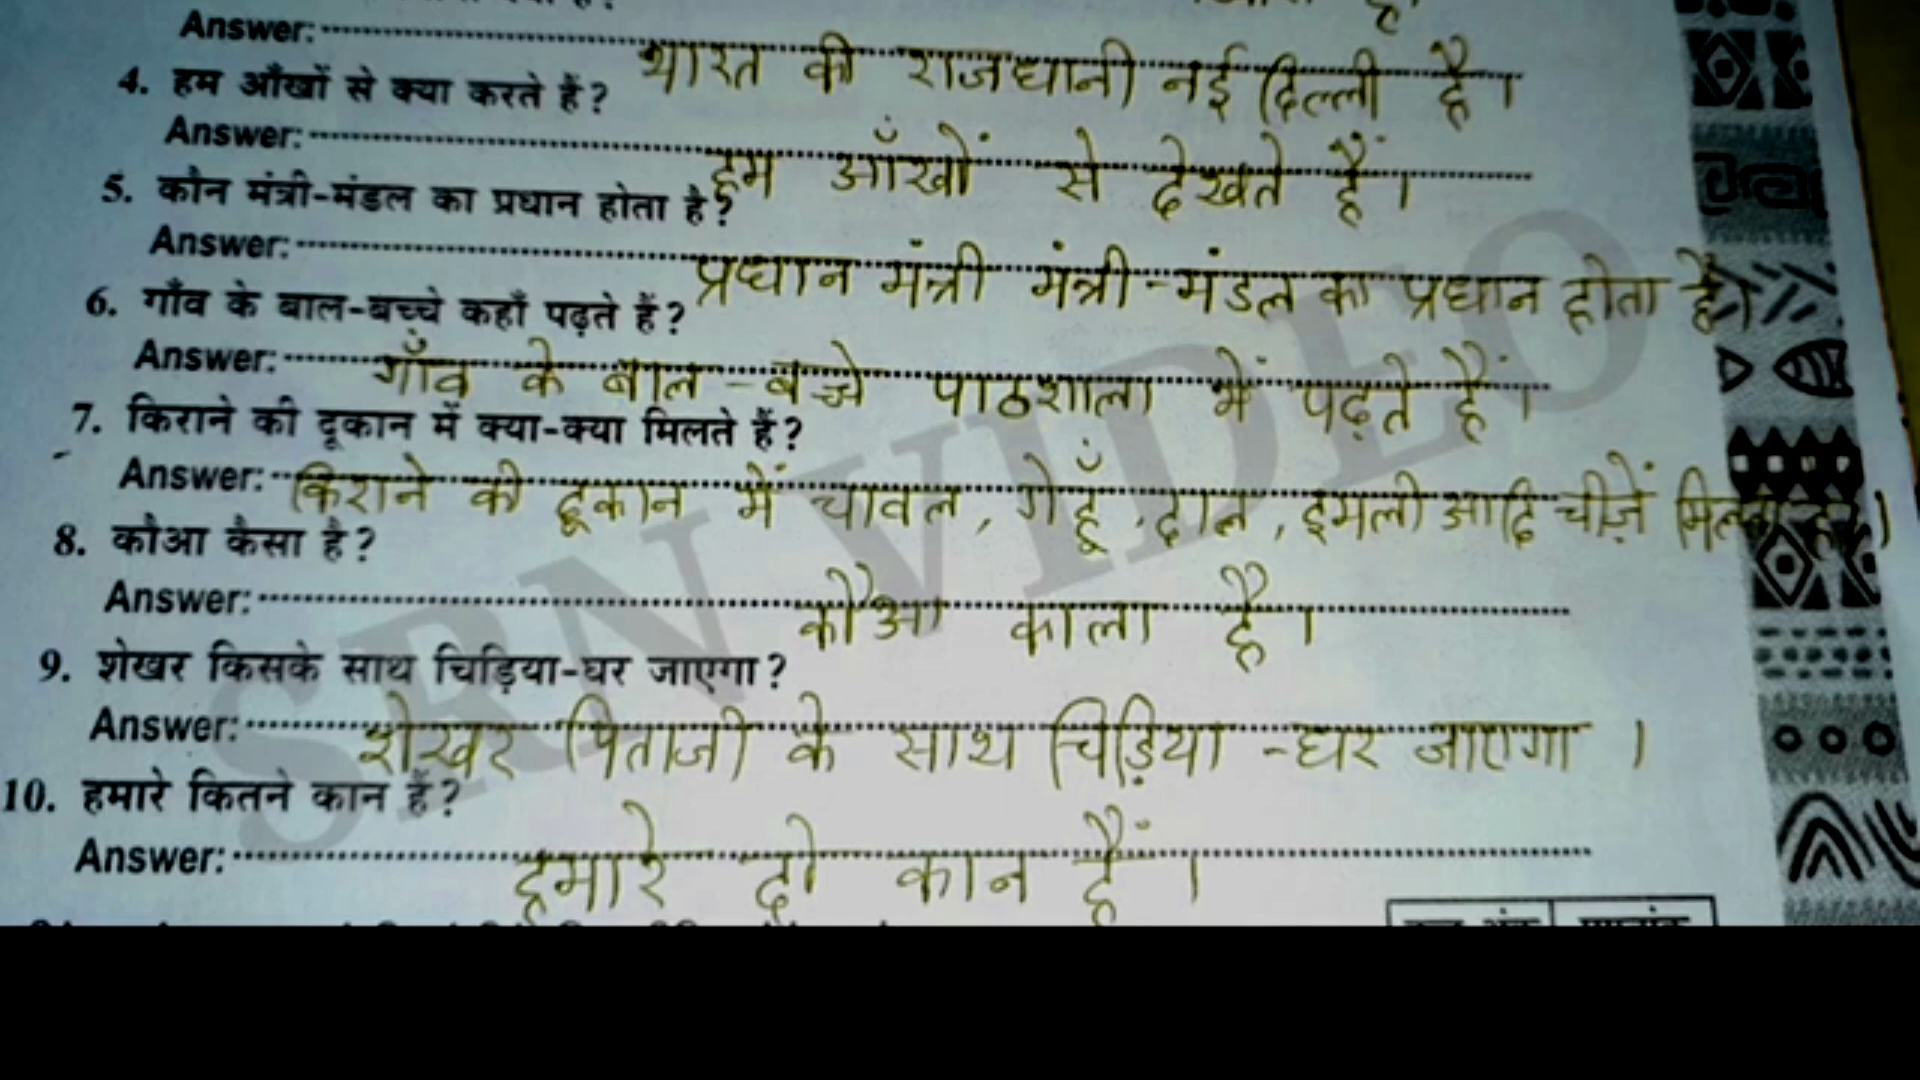 Answer:
भारत की राजधानी नई दिल्ली है।
4. हम आँखों से क्या करते हैं?
Answer: हम आँखों से देखते हैं।
5. कौन मंत्री-मंडल का प्रधान होता है?
Answer: प्रधान मंत्री मंत्री-मंडल का प्रधान होता है।
6. गाँव के बाल-बच्चे कहाँ पढ़ते हैं?
Answer: गाँव के बाल-बच्चे पाठशाला में पढ़ते हैं।
7. किराने की दूकान में क्या-क्या मिलते हैं?
Answer: किराने की दूकान में चावल, गेहूँ, दाल, इमली आदि चीज़ें
8. कौआ कैसा है?
Answer: कौआ काला है।
9. शेखर किसके साथ चिड़िया-घर जाएगा?
Answer: शेखर पिताजी के साथ चिड़िया-घर जाएगा।
10. हमारे कितने कान हैं?
Answer: हमारे दो कान हैं।
SRN VIDEO